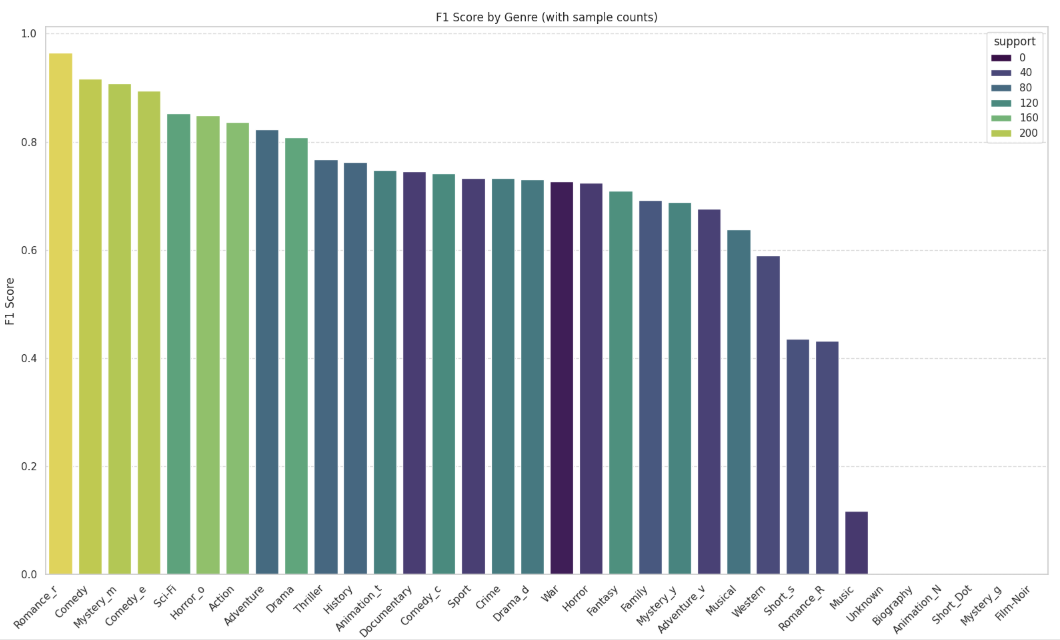 F1 Score by Genre (with sample counts)
support
0
40
80
120
160
200
1.0
0.8
0.6
0.4
0.2
0.0
F1 Score
Romance_r
Comedy
Mystery_m
Comedy_e
Sci-Fi
Horror_o
Action
Adventure
Drama
Thriller
History
Animation_t
Documentary
Comedy_c
Sport
Crime
Drama_d
War
Horror
Fantasy
Family
Mystery_y
Adventure_v
Musical
Western
Short_s
Romance_R
Music
Unknown
Biography
Animation_N
Short_Dot
Mystery_g
Film-Noir